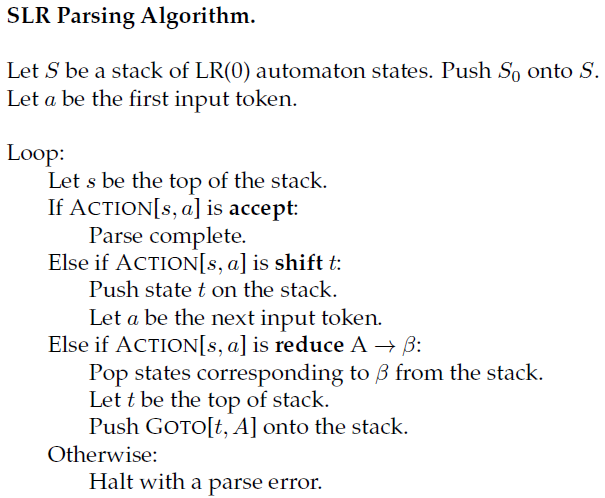 SLR Parsing Algorithm.
Let S be a stack of LR(0) automaton states. Push S₀ onto S.
Let a be the first input token.
Loop:
Let s be the top of the stack.
If ACTION[s, a] is accept:
Parse complete.
Else if ACTION[s, a] is shift t:
Push state t on the stack.
Let a be the next input token.
Else if ACTION[s, a] is reduce A → β:
Pop states corresponding to β from the stack.
Let t be the top of stack.
Push GOTO[t, A] onto the stack.
Otherwise:
Halt with a parse error.